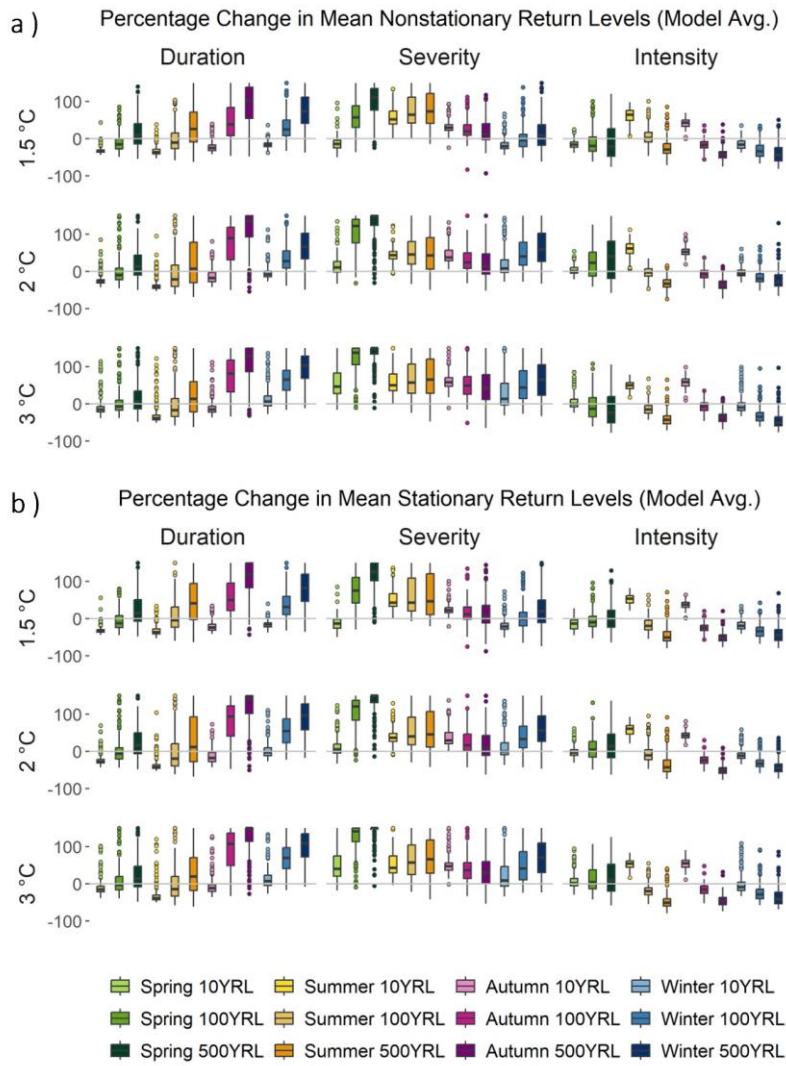 a ) Percentage Change in Mean Nonstationary Return Levels (Model Avg.)
Duration Severity Intensity
1.5 °C
100
0
-100
2 °C
100
0
-100
3 °C
100
0
-100
b ) Percentage Change in Mean Stationary Return Levels (Model Avg.)
Duration Severity Intensity
1.5 °C
100
0
-100
2 °C
100
0
-100
3 °C
100
0
-100
Spring 10YRL Summer 10YRL Autumn 10YRL Winter 10YRL
Spring 100YRL Summer 100YRL Autumn 100YRL Winter 100YRL
Spring 500YRL Summer 500YRL Autumn 500YRL Winter 500YRL